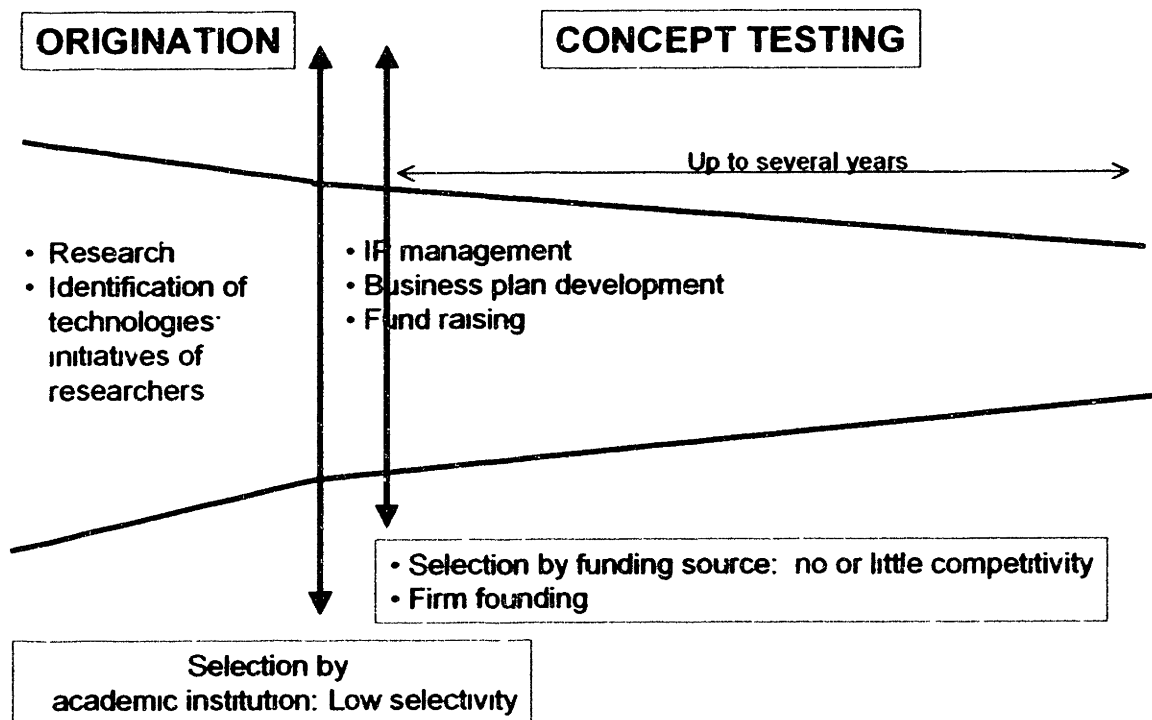 ORIGINATION
CONCEPT TESTING
Up to several years
• Research
• Identification of
technologies:
initiatives of
researchers
• IP management
• Business plan development
• Fund raising
• Selection by funding source: no or little competitivity
• Firm founding
Selection by
academic institution: Low selectivity